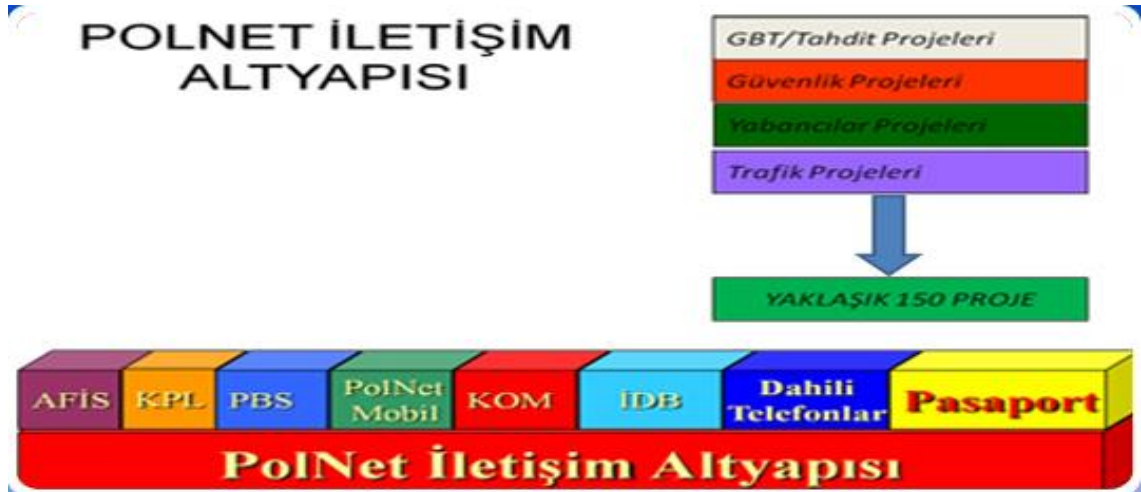 POLNET İLETİŞİM
ALTYAPISI
GBT/Tahdit Projeleri
Güvenlik Projeleri
Yabancılar Projeleri
Trafik Projeleri
YAKLAŞIK 150 PROJE
AFİS KPL PBS PolNet Mobil KOM İDB Dahili Telefonlar Pasaport
PolNet İletişim Altyapısı